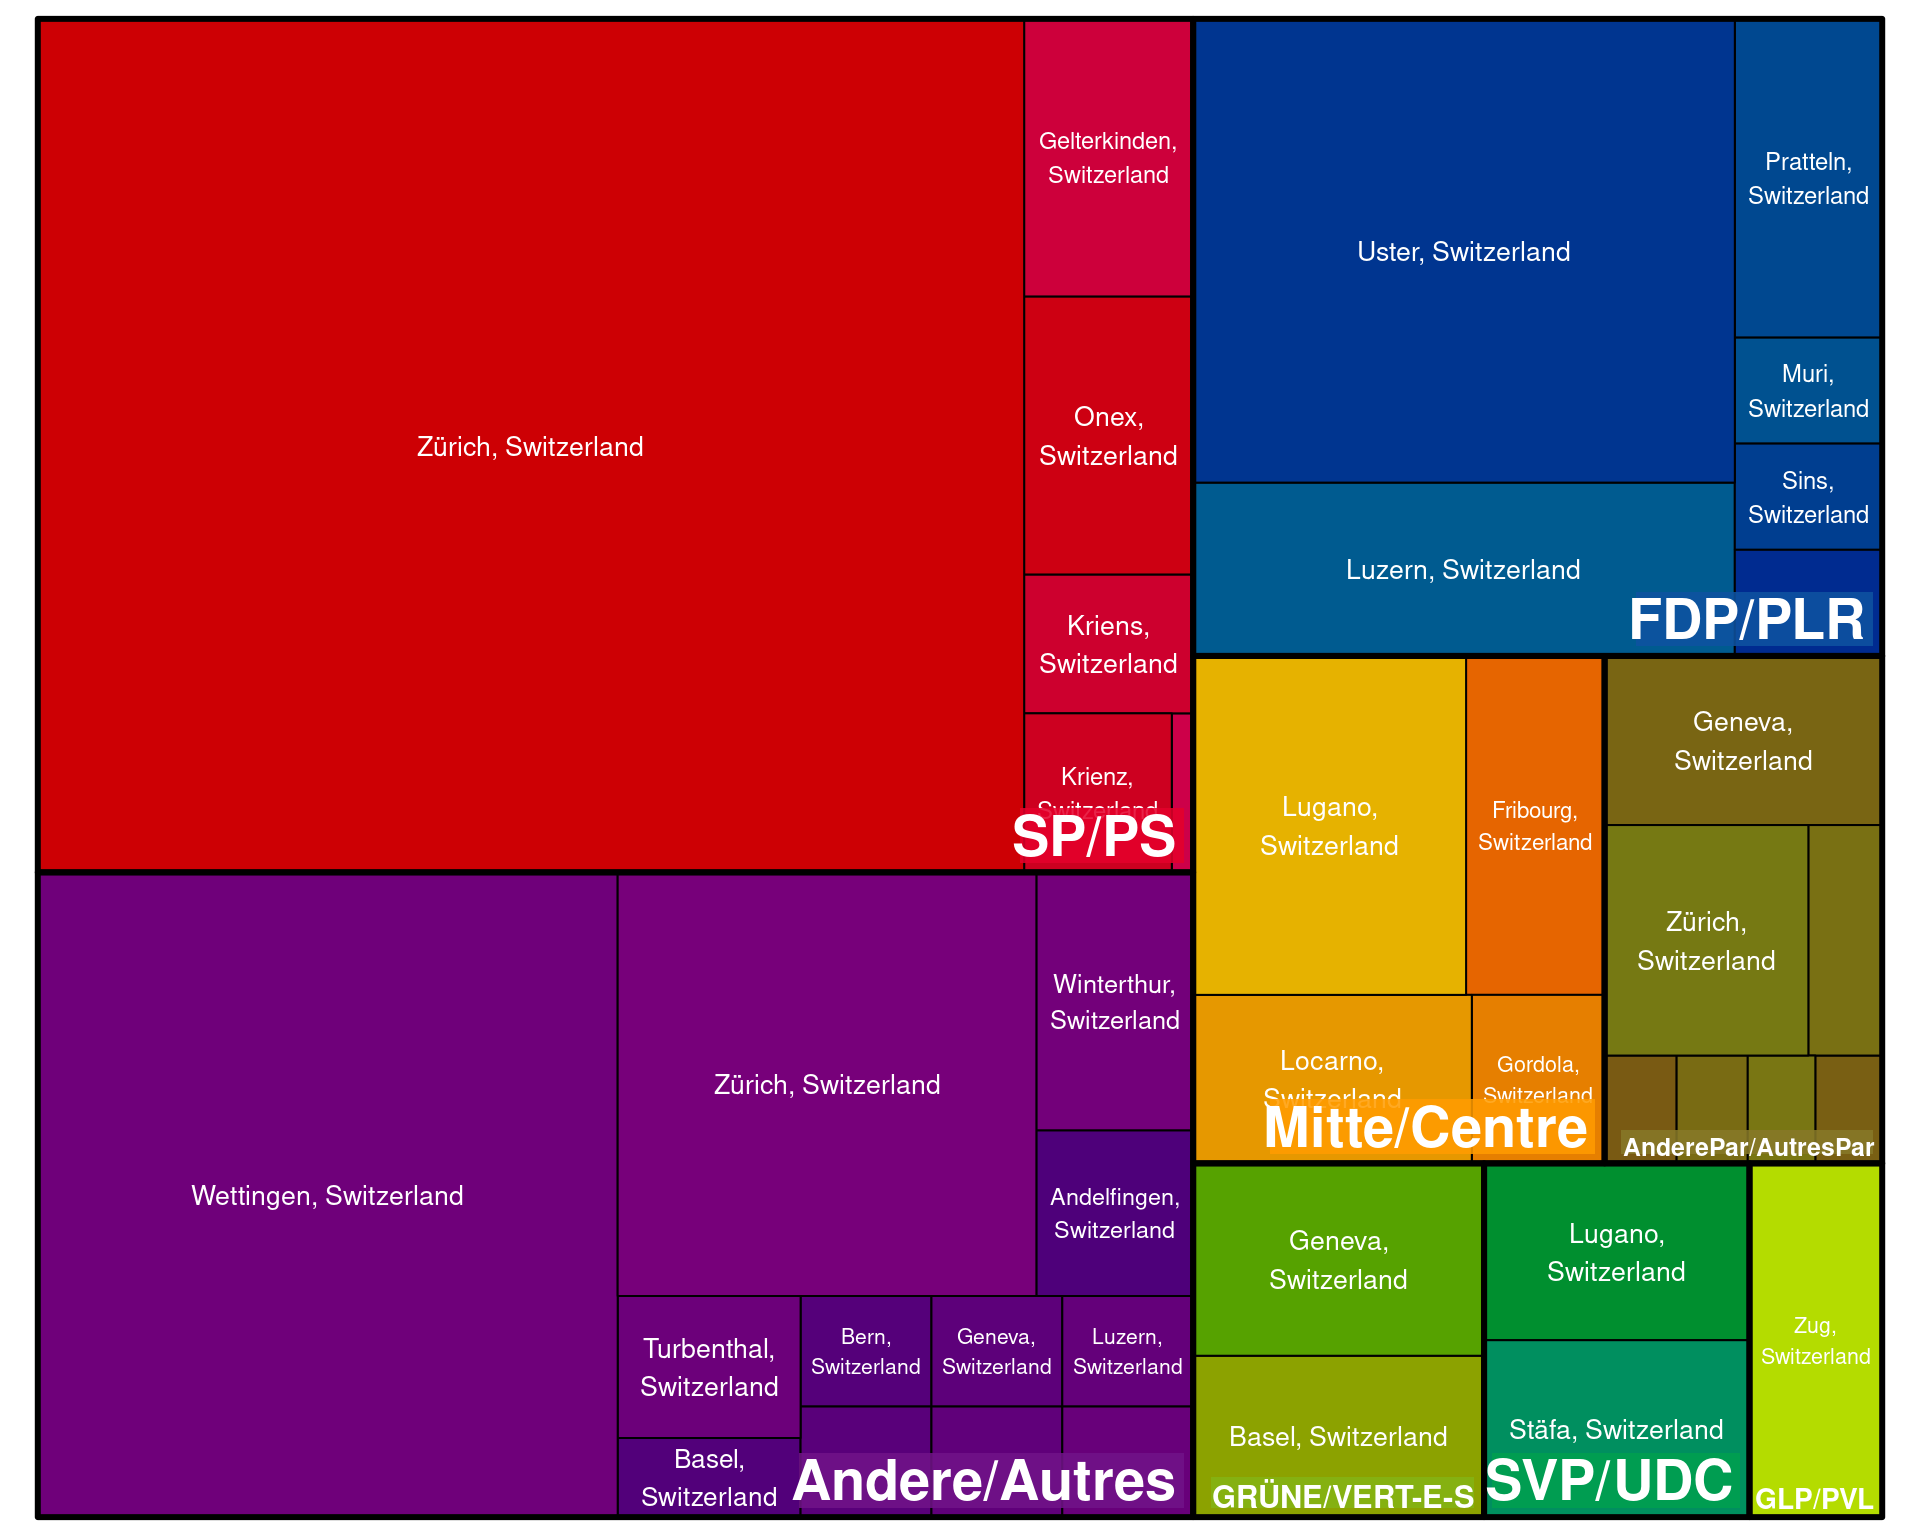 Zürich, Switzerland
Gelterkinden,
Switzerland
Onex,
Switzerland
Kriens,
Switzerland
Krienz,
Switzerland
SP/PS
Uster, Switzerland
Pratteln,
Switzerland
Muri,
Switzerland
Sins,
Switzerland
Luzern, Switzerland
FDP/PLR
Wettingen, Switzerland
Zürich, Switzerland
Winterthur,
Switzerland
Andelfingen,
Switzerland
Turbenthal,
Switzerland
Bern,
Switzerland
Geneva,
Switzerland
Luzern,
Switzerland
Basel,
Switzerland
Andere/Autres
Lugano,
Switzerland
Fribourg,
Switzerland
Locarno,
Switzerland
Gordola,
Switzerland
Mitte/Centre
Geneva,
Switzerland
Zürich,
Switzerland
AnderePar/AutresPar
Geneva,
Switzerland
Basel, Switzerland
GRÜNE/VERT-E-S
Lugano,
Switzerland
Stäfa, Switzerland
SVP/UDC
Zug,
Switzerland
GLP/PVL